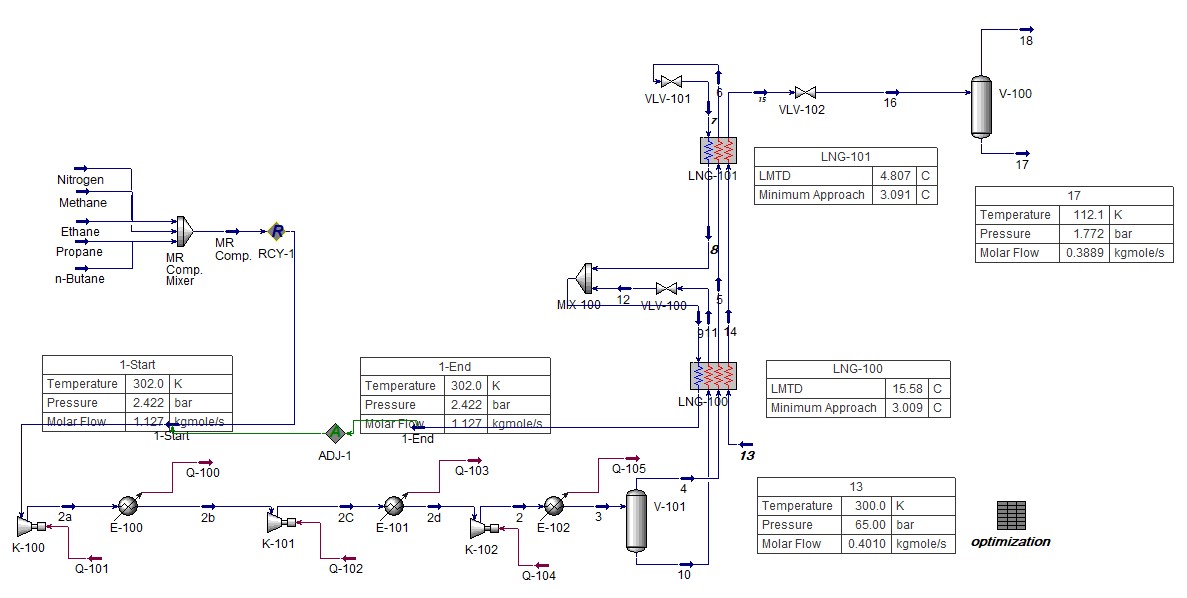 18
6
15
VLV-101
VLV-102
16
V-100
7
17
LNG-101
LNG-101
LMTD 4.807 C
Minimum Approach 3.091 C
17
Temperature 112.1 K
Pressure 1.772 bar
Molar Flow 0.3889 kgmole/s
Nitrogen
Methane
Ethane
Propane
n-Butane
MR
Comp.
Mixer
MR
Comp.
R
RCY-1
8
MIX-100
12
VLV-100
5
9
11
14
LNG-100
LNG-100
LMTD 15.58 C
Minimum Approach 3.009 C
1-Start
Temperature 302.0 K
Pressure 2.422 bar
Molar Flow 1.127 kgmole/s
1-Start
1-End
Temperature 302.0 K
Pressure 2.422 bar
Molar Flow 1.127 kgmole/s
1-End
A
ADJ-1
13
Q-100
Q-103
Q-105
4
2a
E-100
2b
2C
E-101
2d
2
E-102
3
V-101
K-100
K-101
K-102
Q-101
Q-102
Q-104
10
13
Temperature 300.0 K
Pressure 65.00 bar
Molar Flow 0.4010 kgmole/s
optimization